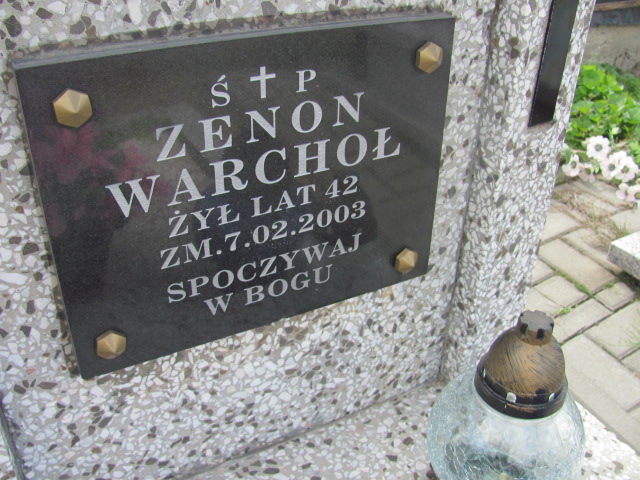 Ś✝P
ZENON
WARCHOŁ
ŻYŁ LAT 42
ZM.7.02.2003
SPOCZYWAJ
W BOGU